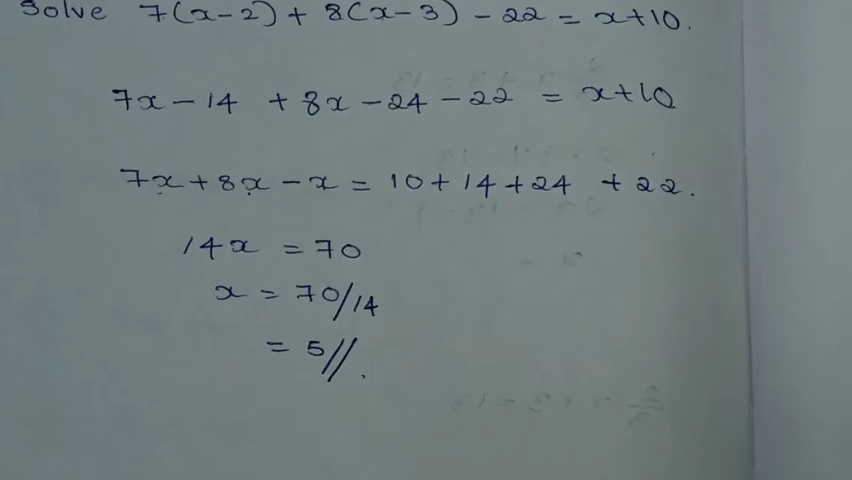 Solve 7(x-2) + 8(x-3) - 22 = x+10.
7x - 14 + 8x - 24 - 22 = x+10
7x + 8x - x = 10 + 14 + 24 + 22.
14x = 70
x = 70/14
= 5//.